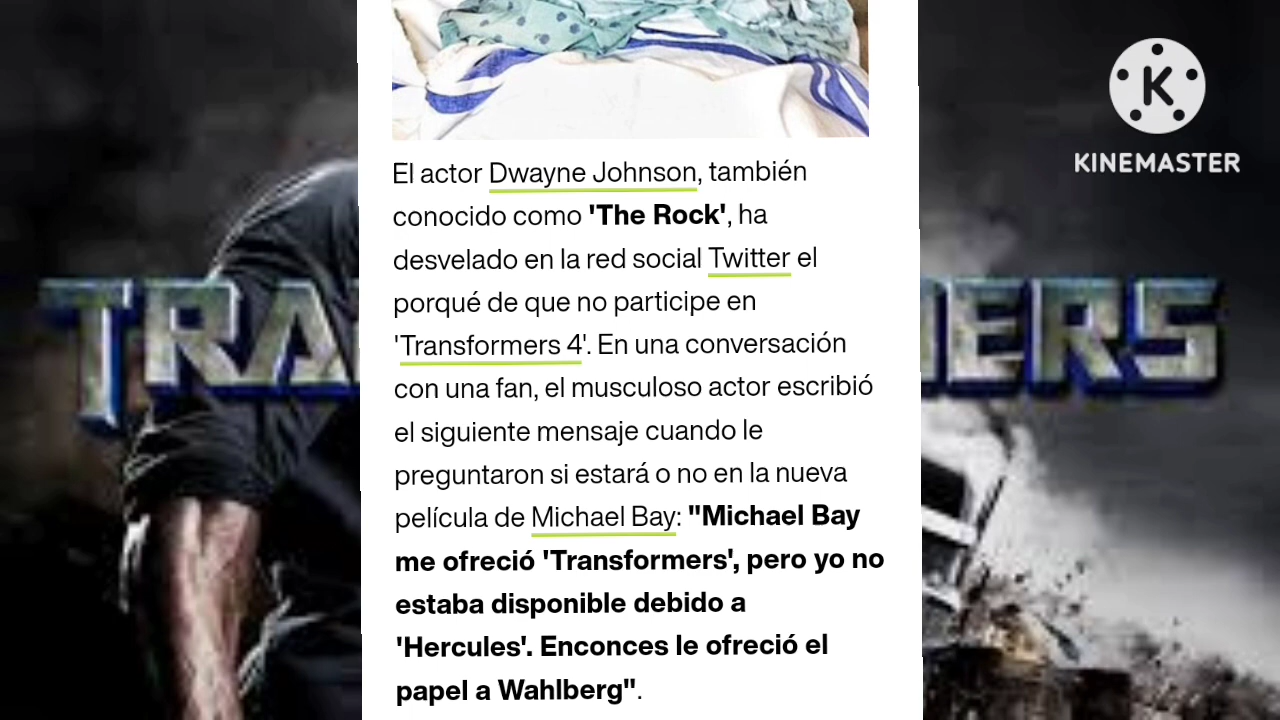 El actor Dwayne Johnson, también
conocido como 'The Rock', ha
desvelado en la red social Twitter el
porqué de que no participe en
'Transformers 4'. En una conversación
con una fan, el musculoso actor escribió
el siguiente mensaje cuando le
preguntaron si estará o no en la nueva
película de Michael Bay: "Michael Bay
me ofreció 'Transformers', pero yo no
estaba disponible debido a
'Hercules'. Enconces le ofreció el
papel a Wahlberg".
K
KINEMASTER
TRA
ERS